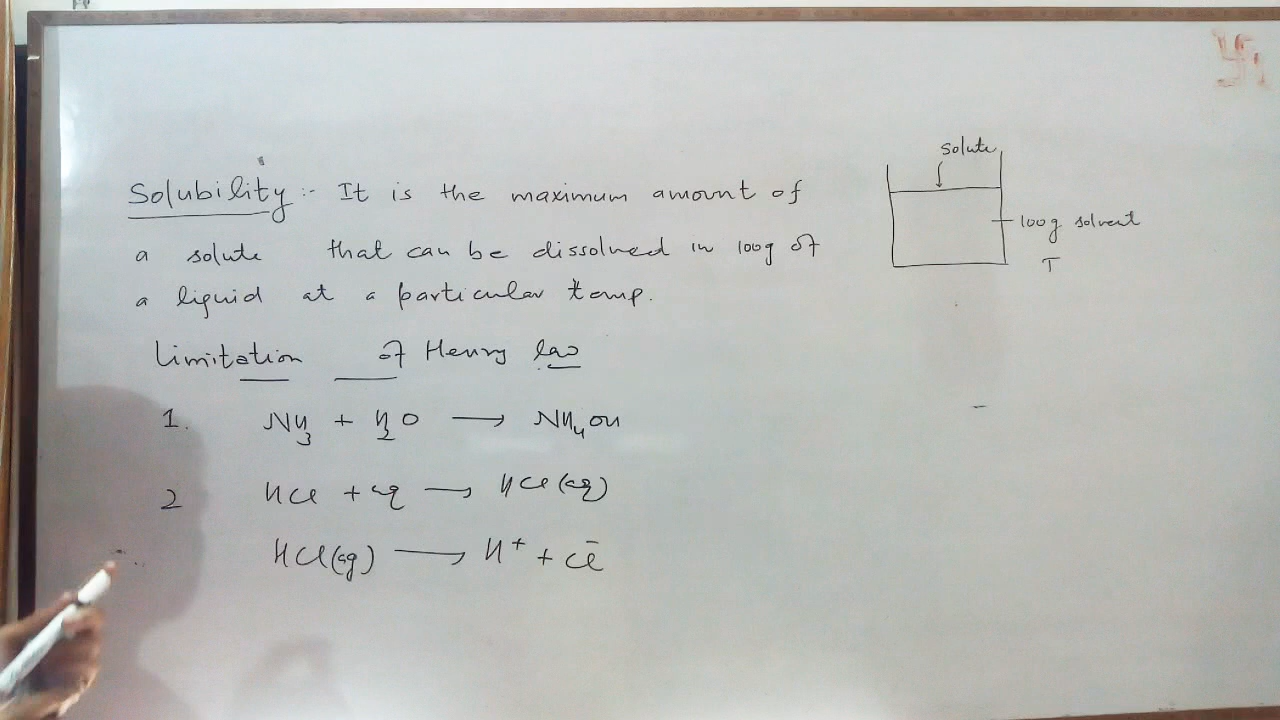 Solubility :- It is the maximum amount of
a solute that can be dissolved in 100g of
a liquid at a particular temp.
Limitation of Henry law
1. NH3 + H2O → NH4OH
2 HCl + aq → HCl(aq)
HCl(aq) → H+ + Cl-
solute
100g solvent
T